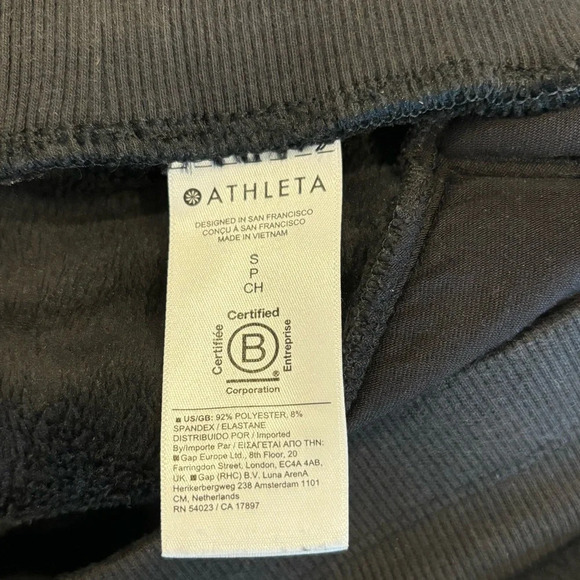 ATHLETA
DESIGNED IN SAN FRANCISCO
CONÇU À SAN FRANCISCO
MADE IN VIETNAM
S
P
CH
Certified
Certifiée
B
Entreprise
®
Corporation
US/GB: 92% POLYESTER, 8%
SPANDEX / ELASTANE
DISTRIBUIDO POR / Imported
By/Importe Par / ΕΙΣΑΓΕΤΑΙ ΑΠΟ ΤΗΝ:
Gap Europe Ltd., 8th Floor, 20
Farringdon Street, London, EC4A 4AB,
UK. Gap (RHC) B.V. Luna ArenA
Herikerbergweg 238 Amsterdam 1101
CM, Netherlands
RN 54023 / CA 17897